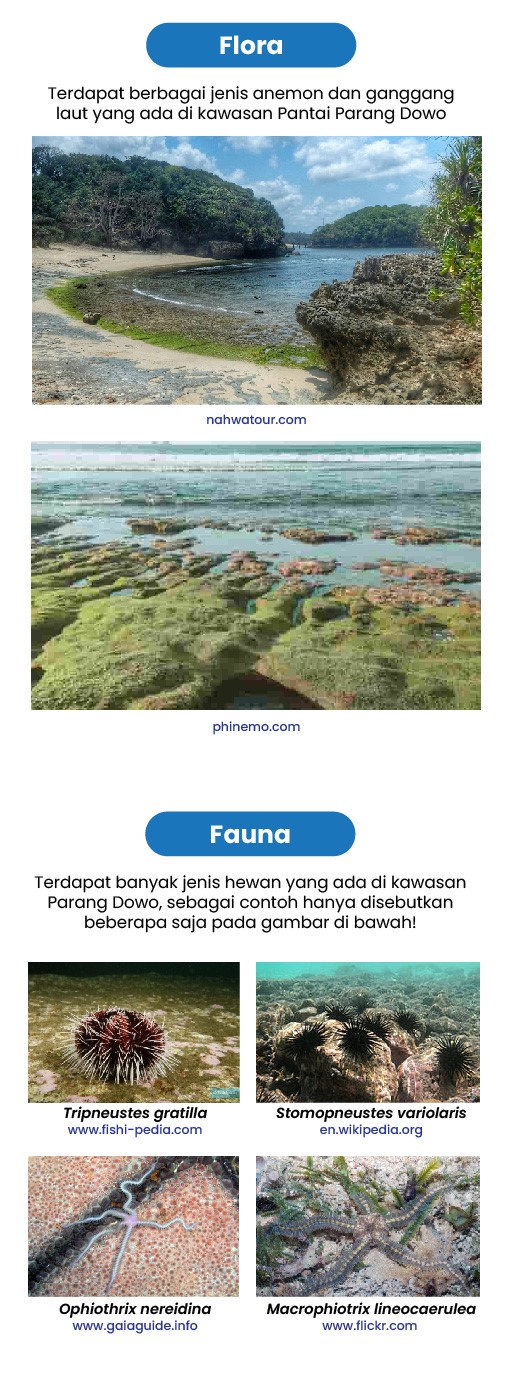 Flora
Terdapat berbagai jenis anemon dan ganggang
laut yang ada di kawasan Pantai Parang Dowo
nahwatour.com
phinemo.com
Fauna
Terdapat banyak jenis hewan yang ada di kawasan
Parang Dowo, sebagai contoh hanya disebutkan
beberapa saja pada gambar di bawah!
Tripneustes gratilla
www.fishi-pedia.com
Stomopneustes variolaris
en.wikipedia.org
Ophiothrix nereidina
www.gaiaguide.info
Macrophiotrix lineocaerulea
www.flickr.com